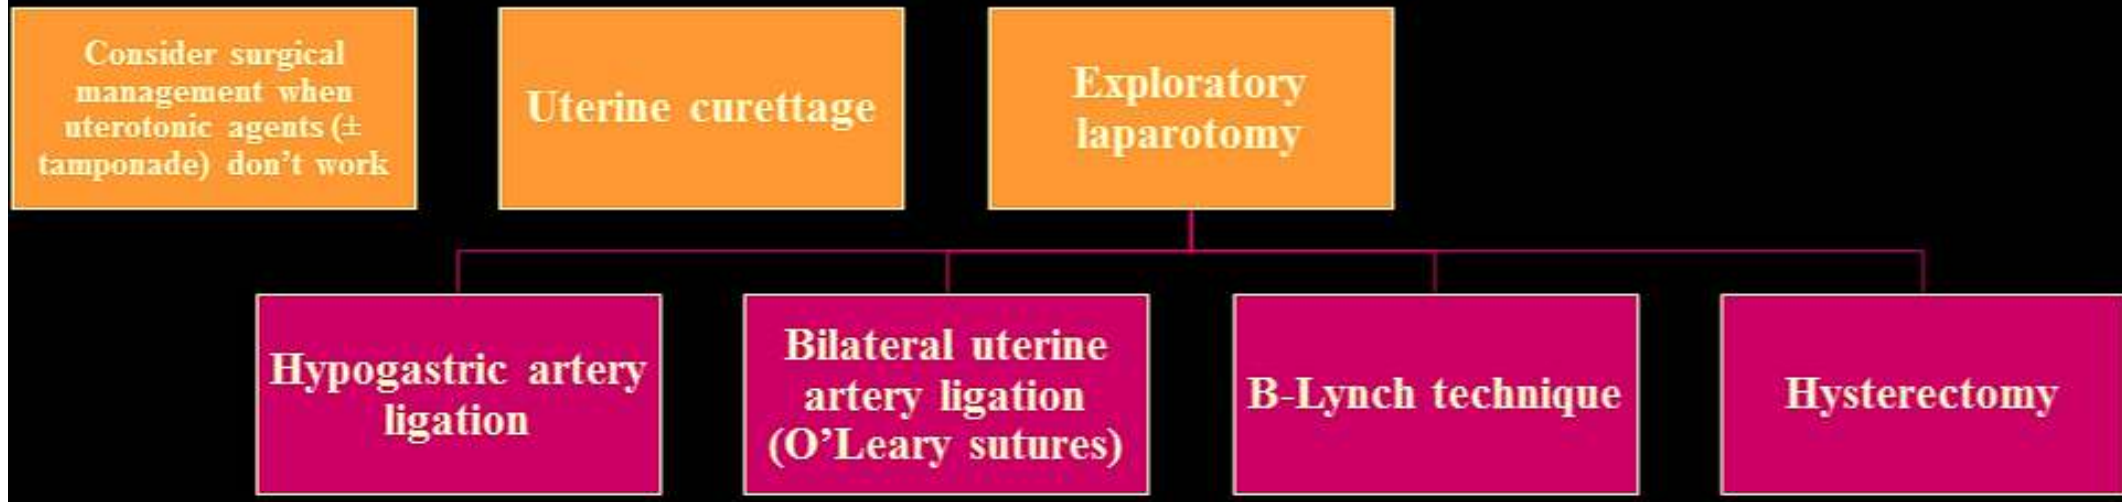 Consider surgical
management when
uterotonic agents (±
tamponade) don’t work
Uterine curettage
Exploratory
laparotomy
Hypogastric artery
ligation
Bilateral uterine
artery ligation
(O’Leary sutures)
B-Lynch technique
Hysterectomy